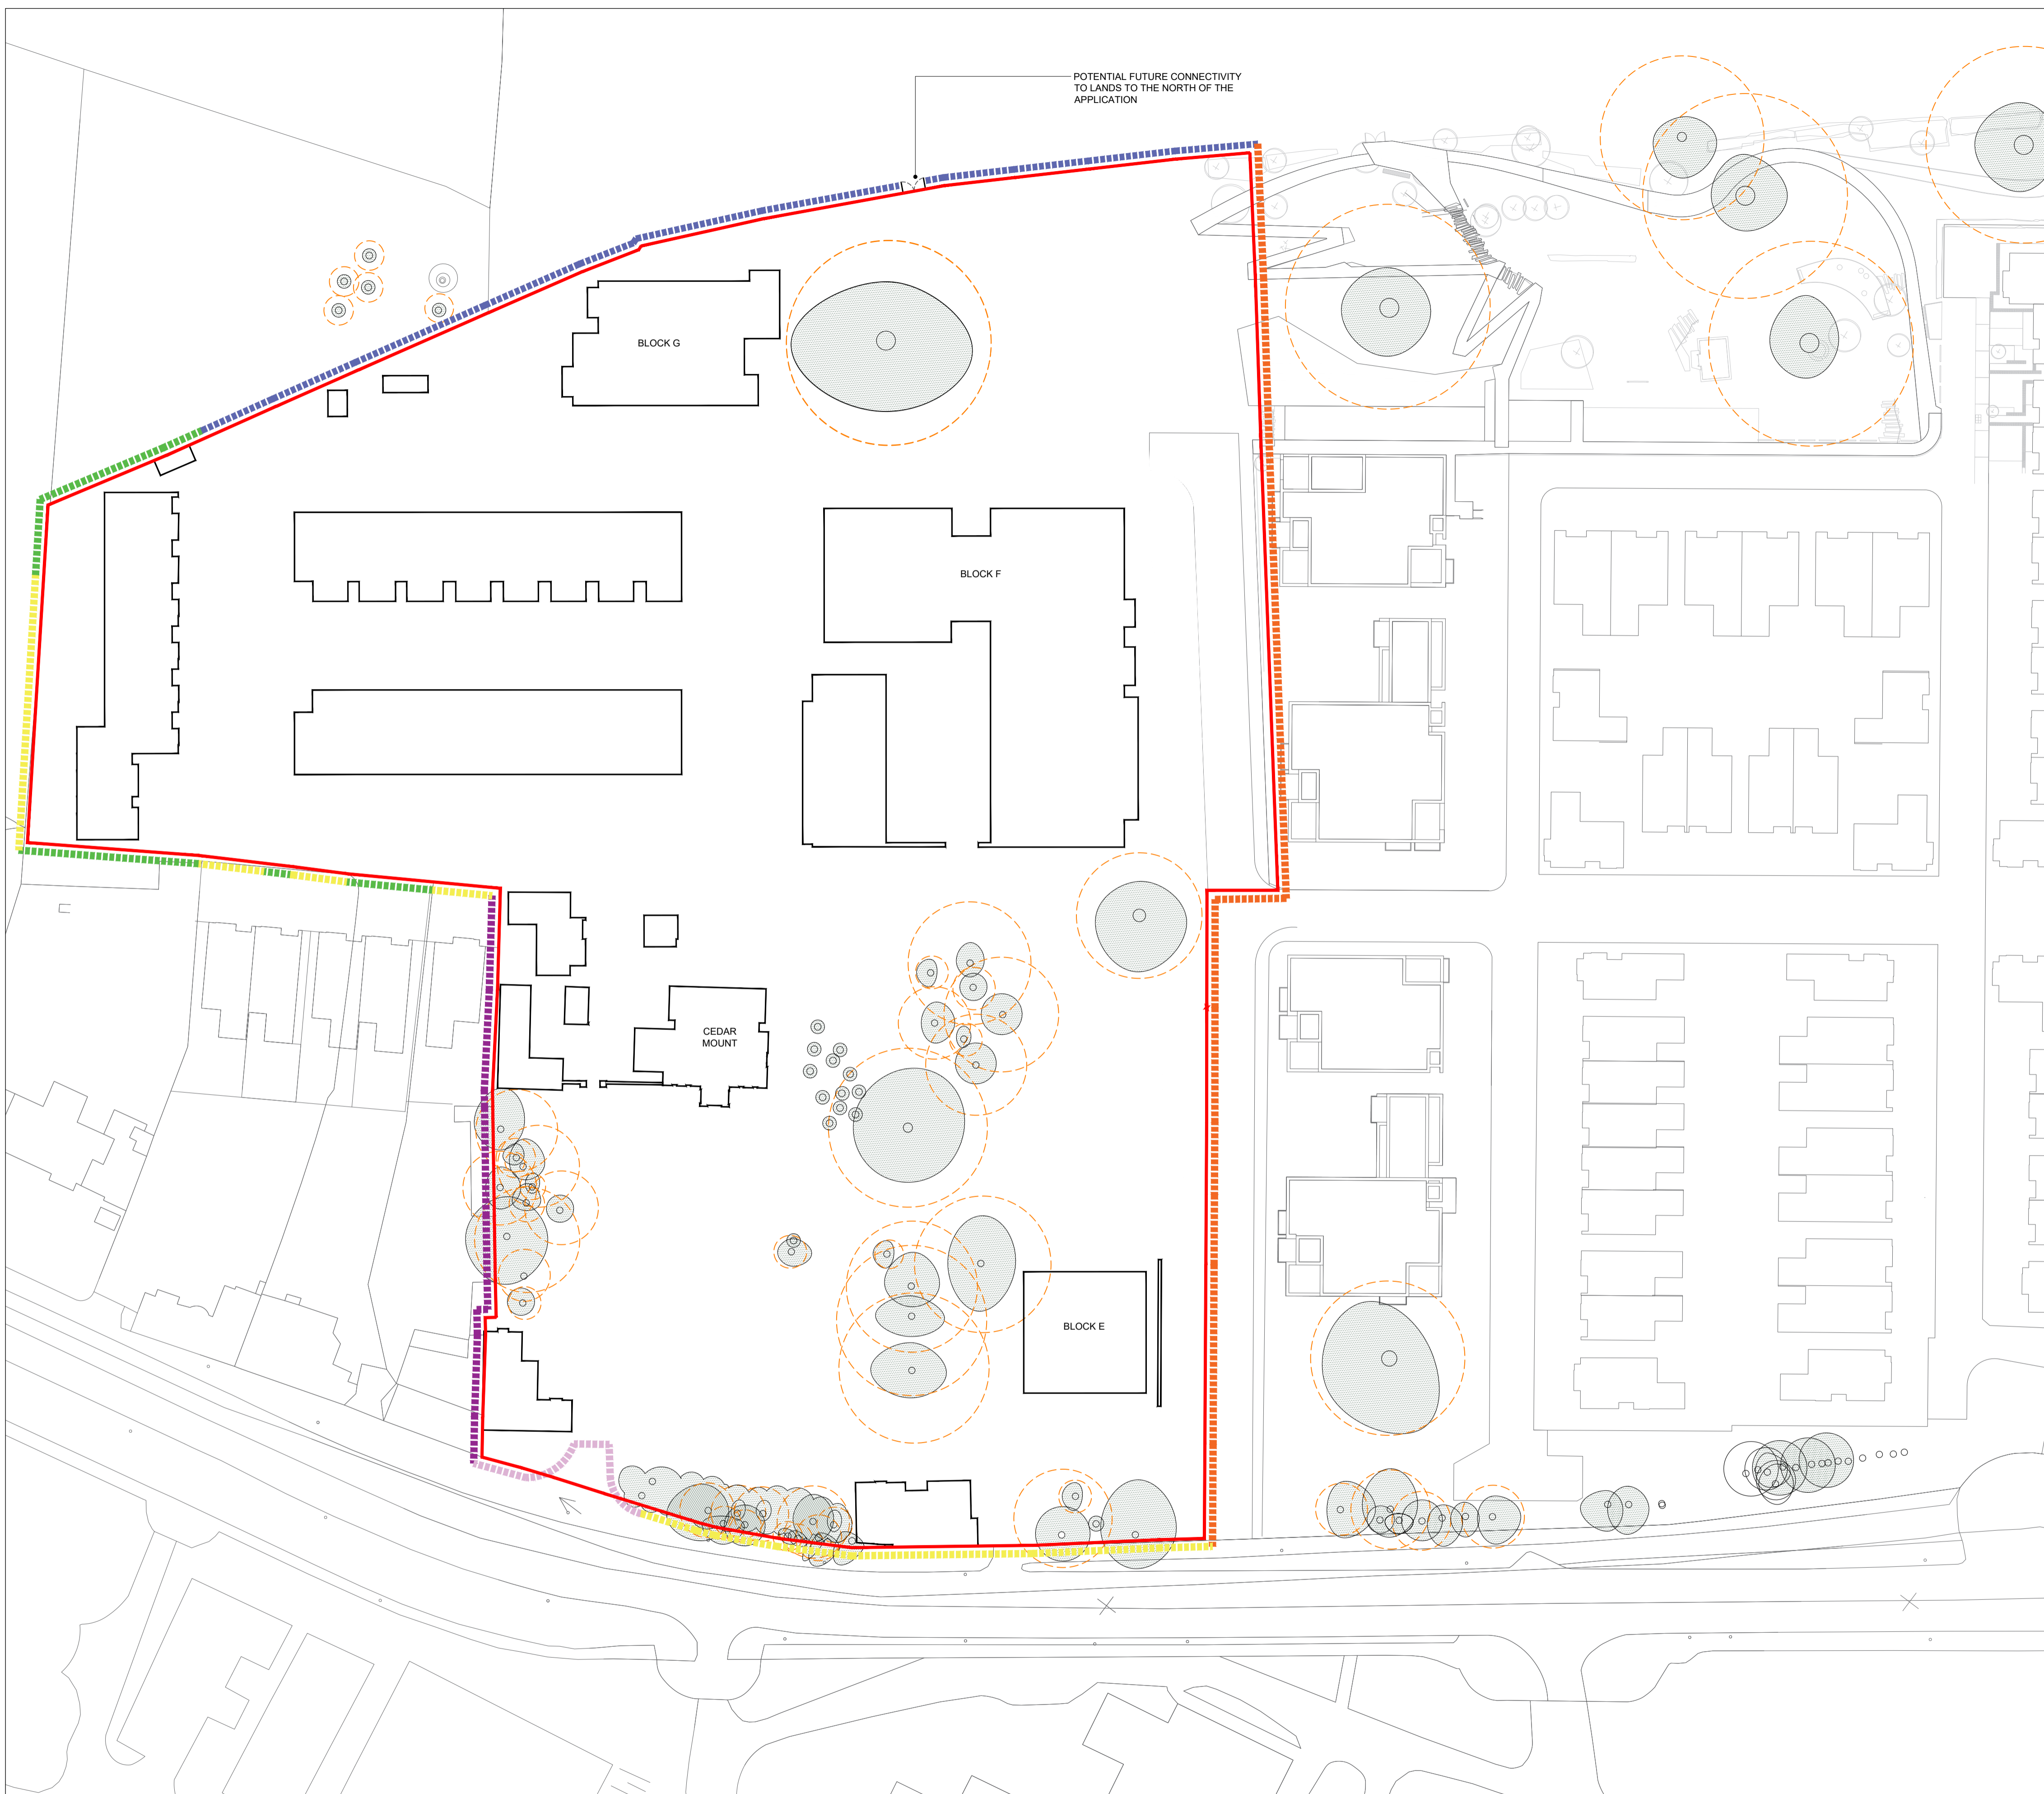 POTENTIAL FUTURE CONNECTIVITY
TO LANDS TO THE NORTH OF THE
APPLICATION
BLOCK G
BLOCK F
CEDAR
MOUNT
BLOCK E